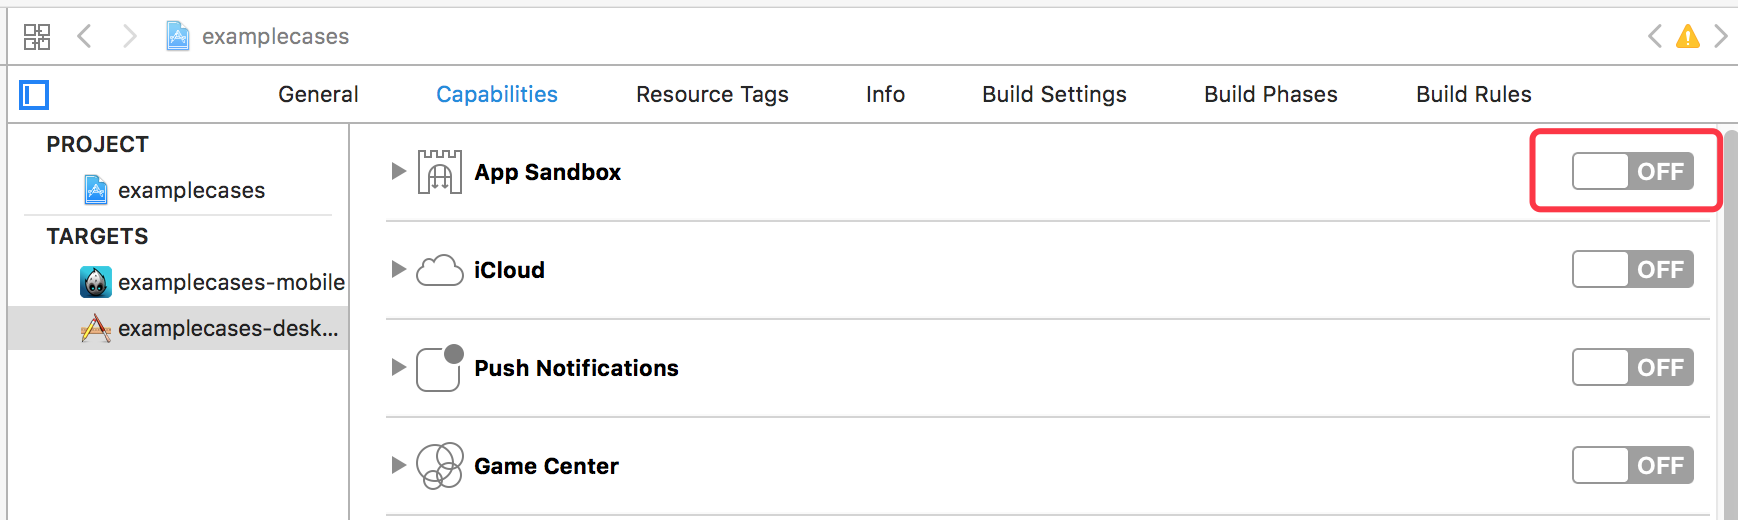 examplecases
General Capabilities Resource Tags Info Build Settings Build Phases Build Rules
PROJECT
examplecases
TARGETS
examplecases-mobile
examplecases-desk...
App Sandbox OFF
iCloud OFF
Push Notifications OFF
Game Center OFF